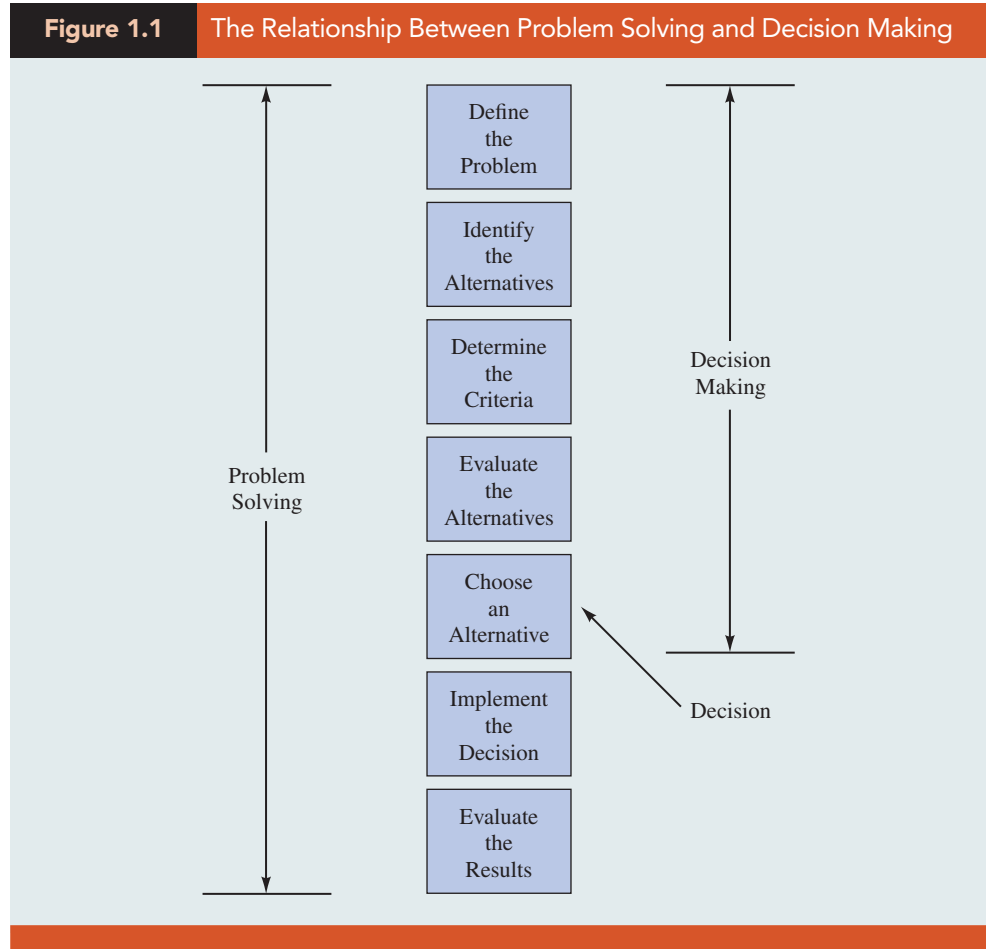 Figure 1.1 The Relationship Between Problem Solving and Decision Making
Define
the
Problem
Identify
the
Alternatives
Determine
the
Criteria
Decision
Making
Evaluate
the
Alternatives
Problem
Solving
Choose
an
Alternative
Implement
the
Decision
Decision
Evaluate
the
Results